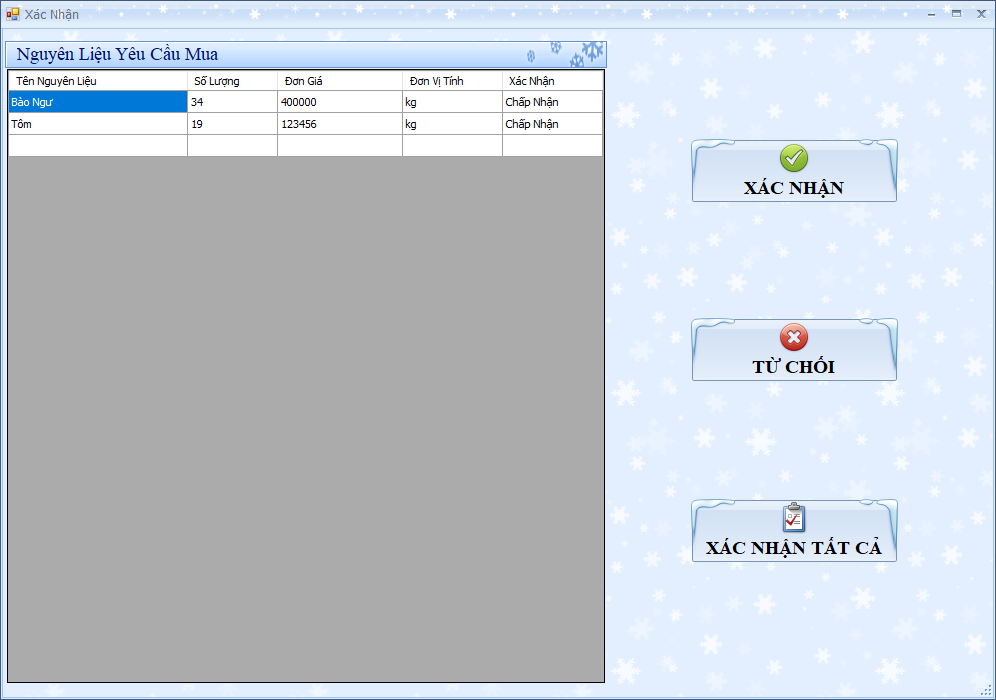 Xác Nhận
Nguyên Liệu Yêu Cầu Mua
Tên Nguyên Liệu Số Lượng Đơn Giá Đơn Vị Tính Xác Nhận
Bào Ngư 34 400000 kg Chấp Nhận
Tôm 19 123456 kg Chấp Nhận
XÁC NHẬN
TỪ CHỐI
XÁC NHẬN TẤT CẢ